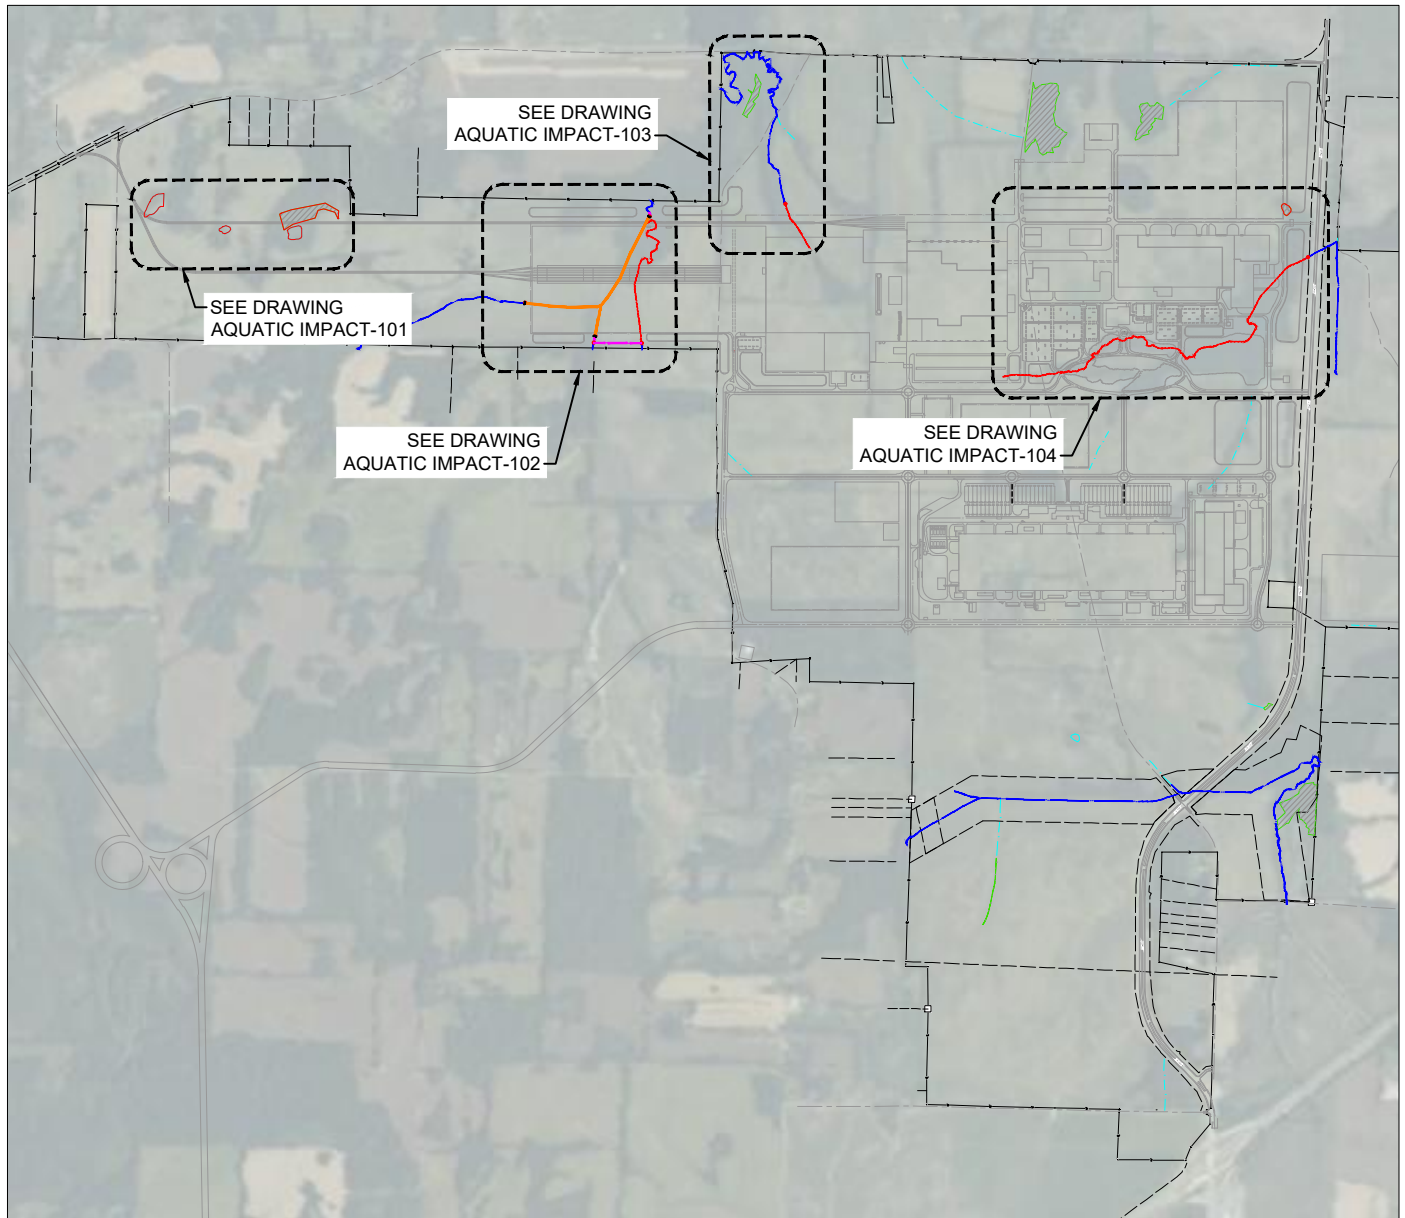 SEE DRAWING
AQUATIC IMPACT-103
SEE DRAWING
AQUATIC IMPACT-101
SEE DRAWING
AQUATIC IMPACT-102
SEE DRAWING
AQUATIC IMPACT-104